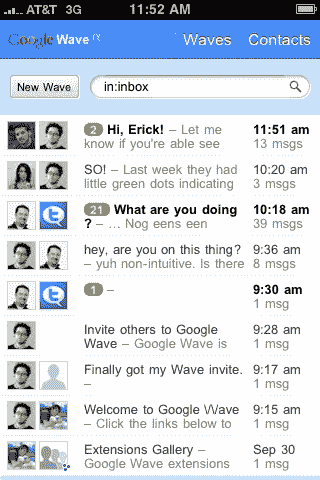 AT&T 3G 11:52 AM
Google Wave Waves Contacts
New Wave in:inbox
2 Hi, Erick! – Let me 11:51 am
know if you're able see 13 msgs
SO! – Last week they had 10:20 am
little green dots indicating 3 msgs
21 What are you doing 10:18 am
? – ... Nog eens een 39 msgs
hey, are you on this thing? 9:36 am
– yuh non-intuitive. Is there 8 msgs
1 – 9:30 am
1 msg
Invite others to Google 9:28 am
Wave – Google Wave is 1 msg
Finally got my Wave invite. 9:17 am
– 1 msg
Welcome to Google Wave 9:15 am
– Click the links below to 1 msg
Extensions Gallery – Sep 30
Google Wave extensions 1 msg